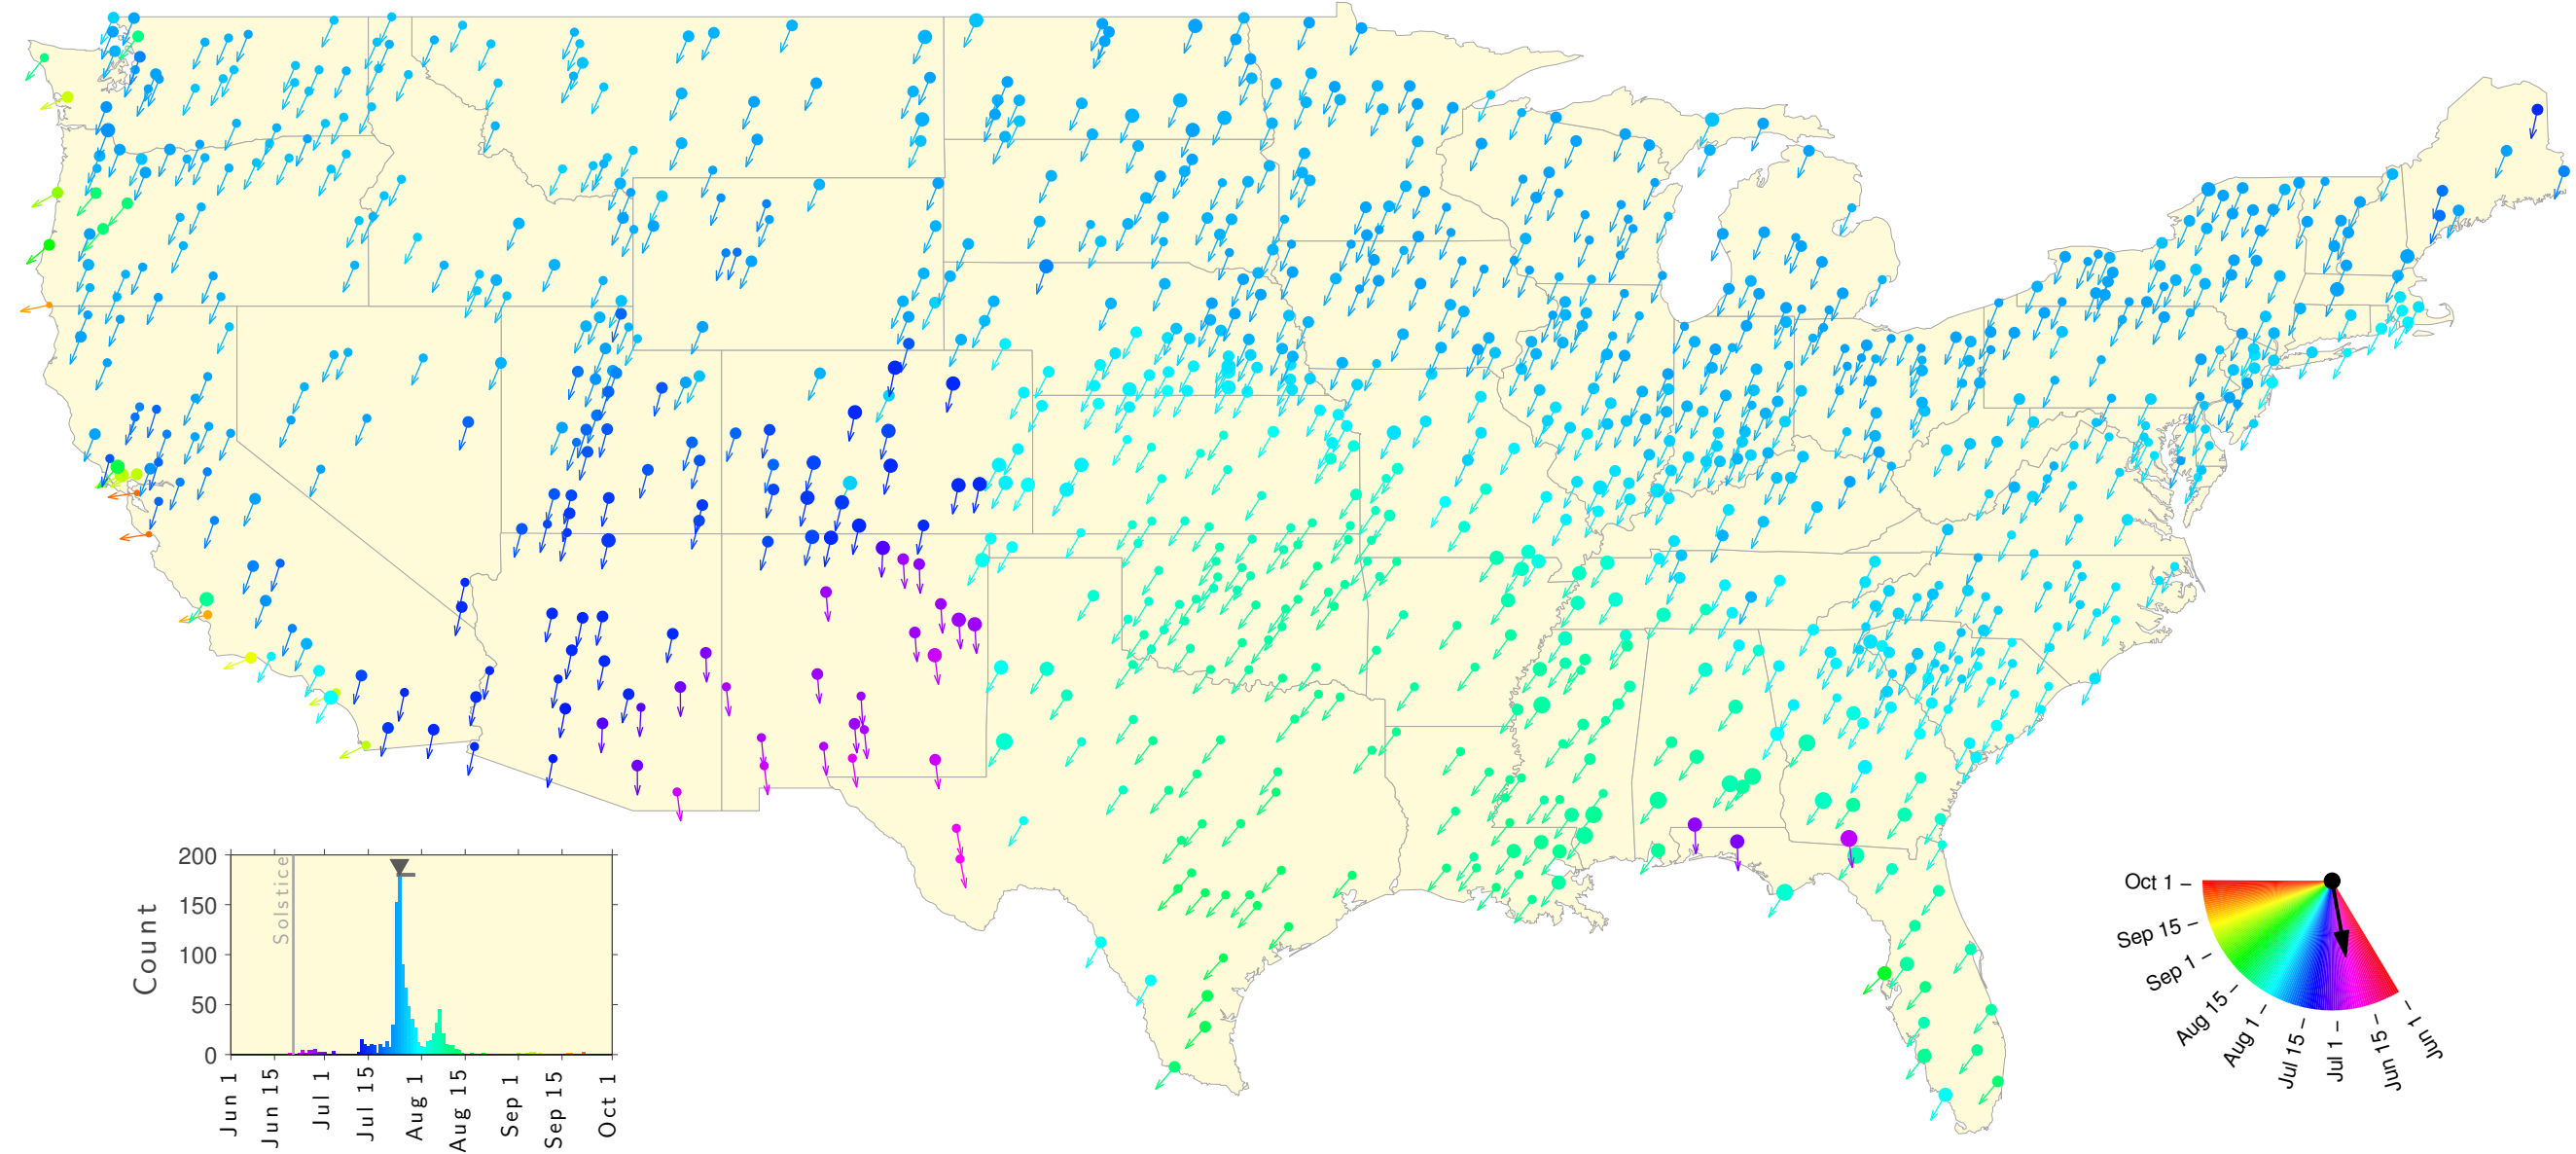 200
150
100
50
0
Count
Solstice
Jun 1
Jun 15
Jul 1
Jul 15
Aug 1
Aug 15
Sep 1
Sep 15
Oct 1
Oct 1 –
Sep 15 –
Sep 1 –
Aug 15 –
Aug 1 –
Jul 15 –
Jul 1 –
Jun 15 –
Jun 1 –